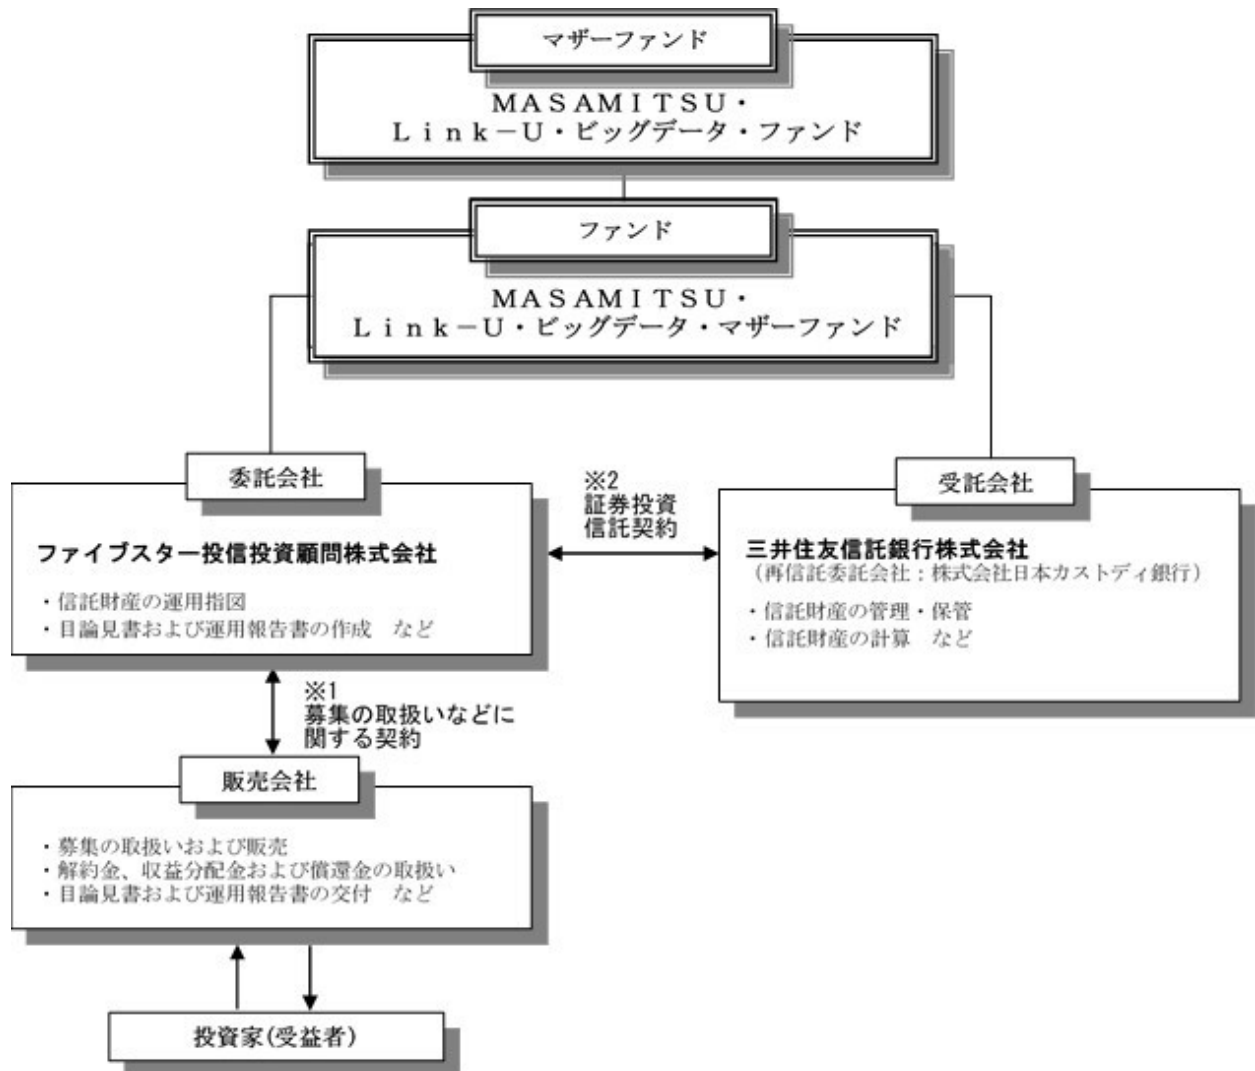 マザーファンド
ＭＡＳＡＭＩＴＳＵ・
Ｌｉｎｋ－Ｕ・ビッグデータ・ファンド
ファンド
ＭＡＳＡＭＩＴＳＵ・
Ｌｉｎｋ－Ｕ・ビッグデータ・マザーファンド
委託会社
ファイブスター投信投資顧問株式会社
・信託財産の運用指図
・目論見書および運用報告書の作成　など
※2
証券投資
信託契約
受託会社
三井住友信託銀行株式会社
（再信託委託会社：株式会社日本カストディ銀行）
・信託財産の管理・保管
・信託財産の計算　など
※1
募集の取扱いなどに
関する契約
販売会社
・募集の取扱いおよび販売
・解約金、収益分配金および償還金の取扱い
・目論見書および運用報告書の交付　など
投資家(受益者)